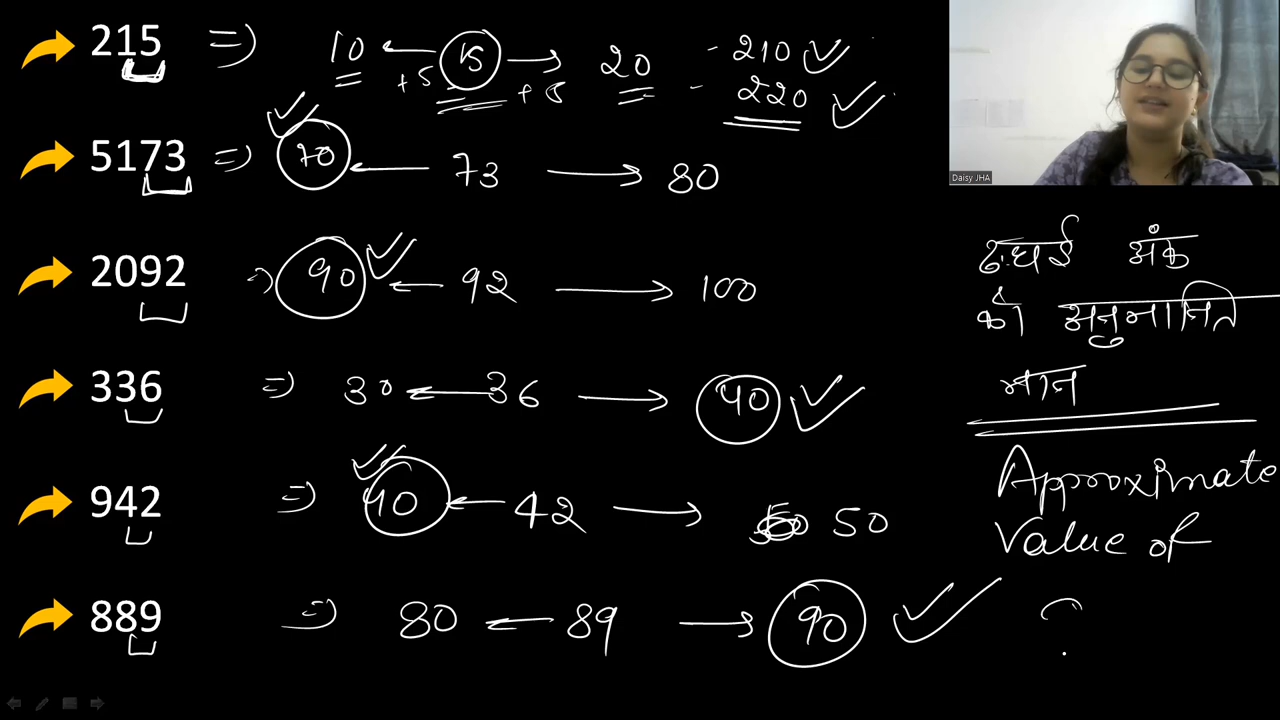 215 => 10 ← +5 15 → +5 20 - 210 ✓
- 220 ✓
5173 => 70 ← 73 → 80
2092 => 90 ← 92 → 100
336 => 30 ← 36 → 40 ✓
942 => 40 ← 42 → 50
889 => 80 ← 89 → 90 ✓
Daisy JHA
अंक
को अनुमानित
मान
Approximate
Value of